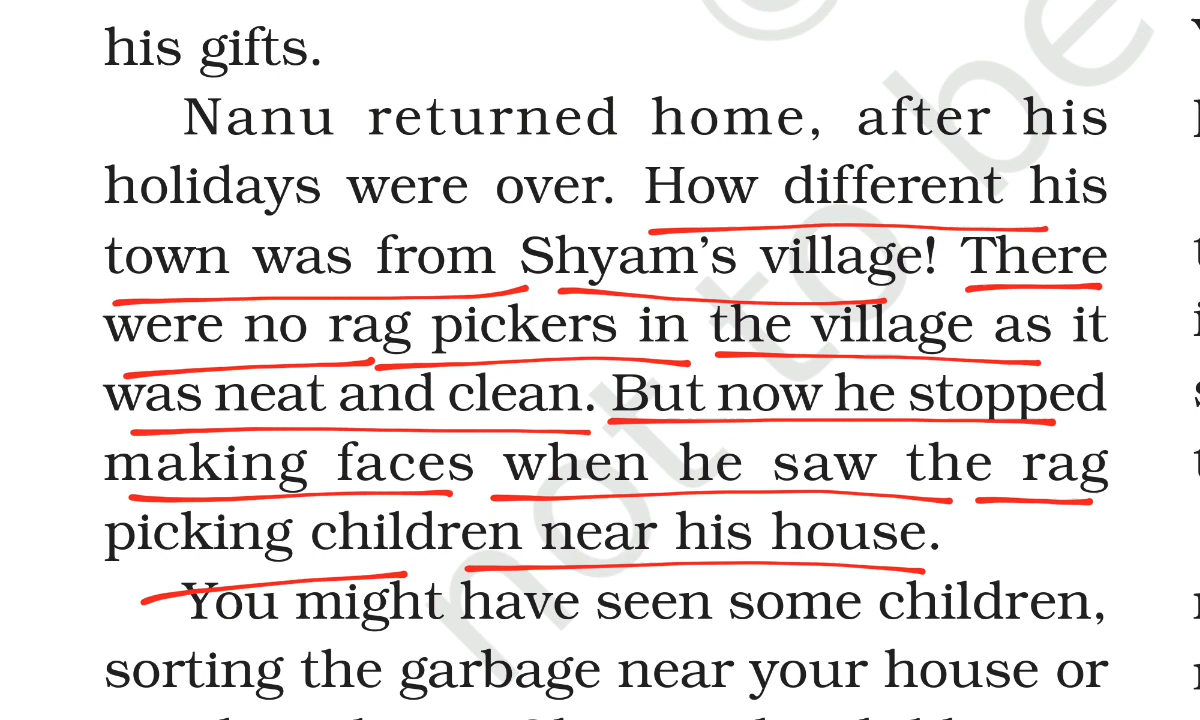 his gifts.
Nanu returned home, after his
holidays were over. How different his
town was from Shyam's village! There
were no rag pickers in the village as it
was neat and clean. But now he stopped
making faces when he saw the rag
picking children near his house.
You might have seen some children,
sorting the garbage near your house or
©
not to be